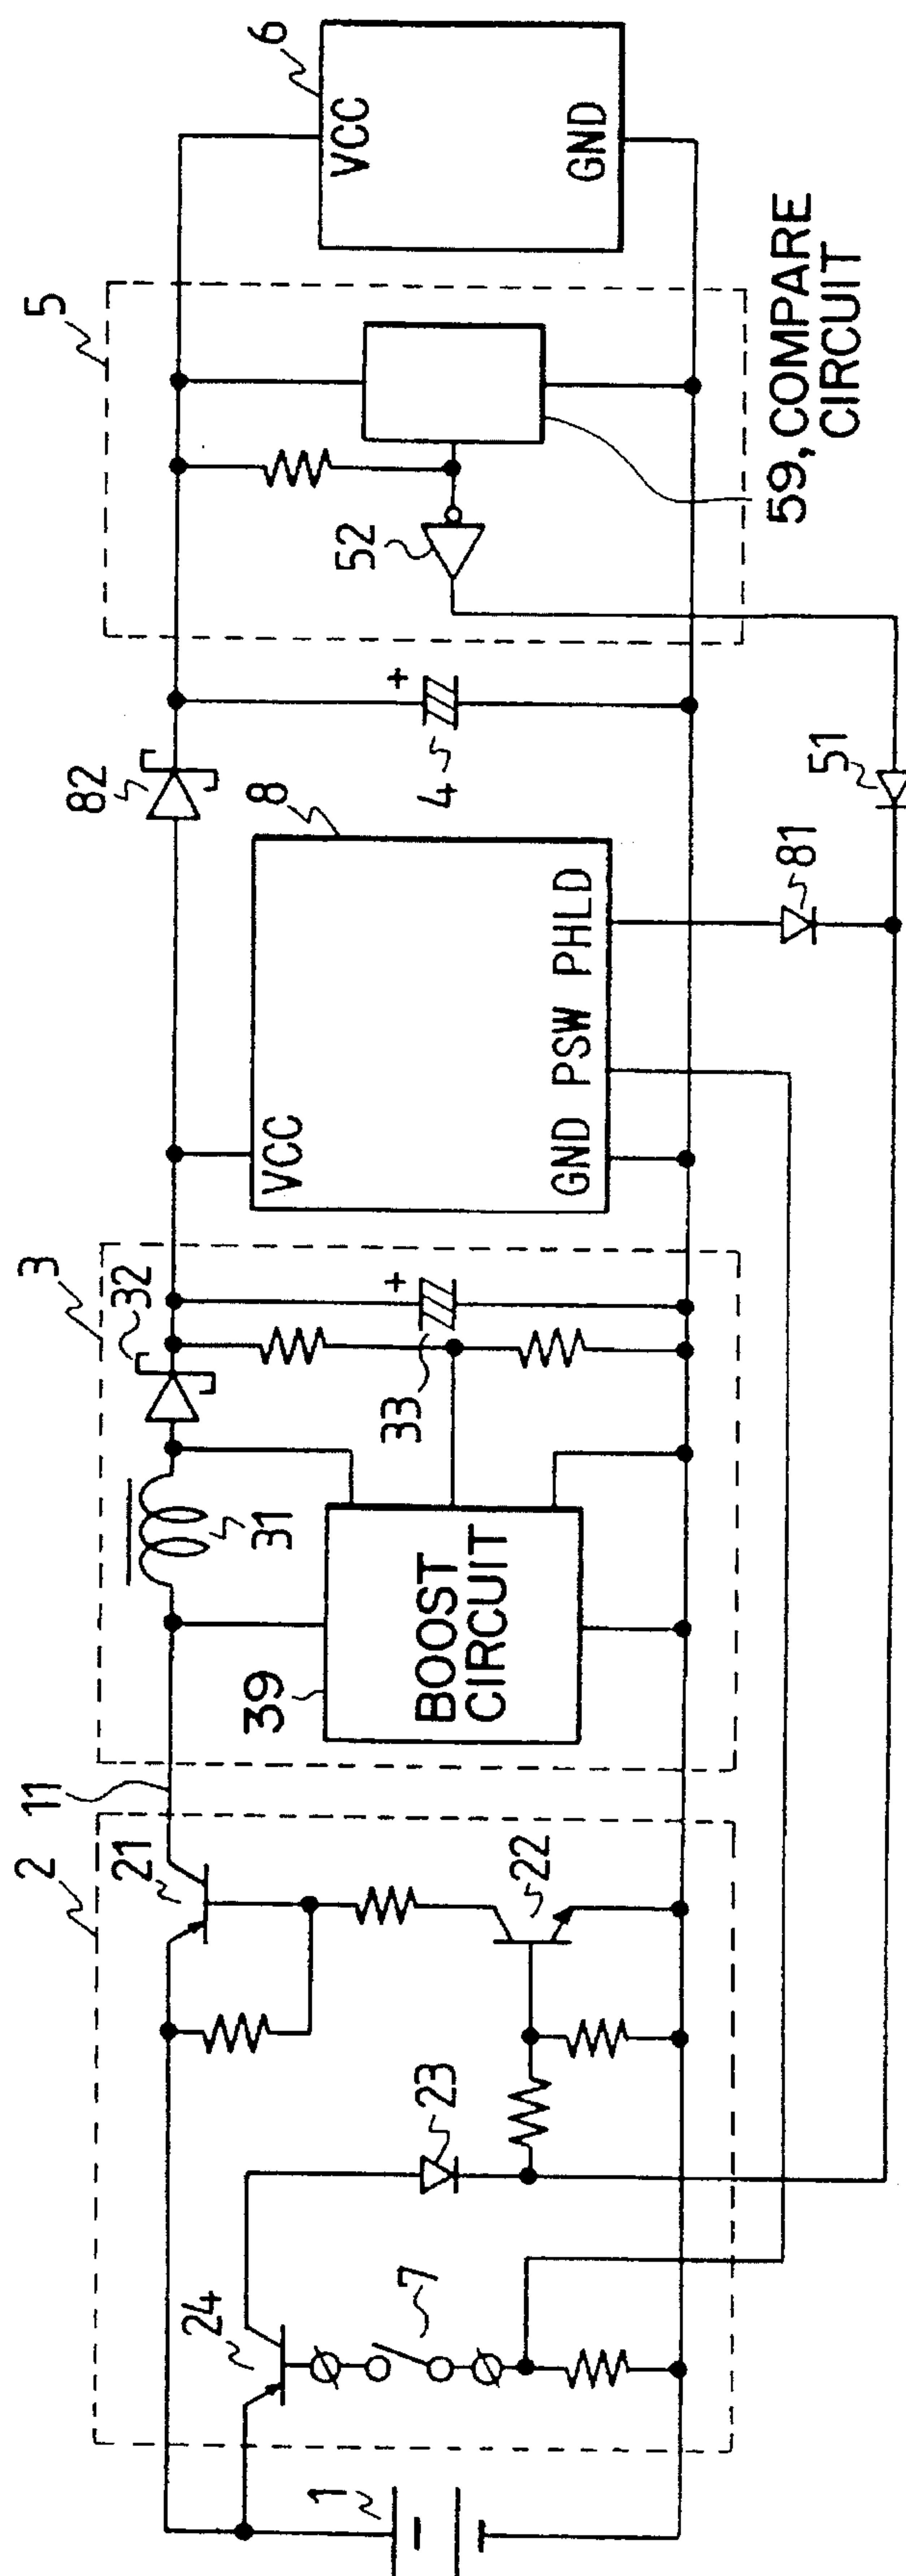 1
2
24
7
23
21
22
11
3
39
BOOST
CIRCUIT
31
32
33
+
8
VCC
GND PSW PHLD
81
82
4
+
5
52
51
59, COMPARE
CIRCUIT
6
VCC
GND